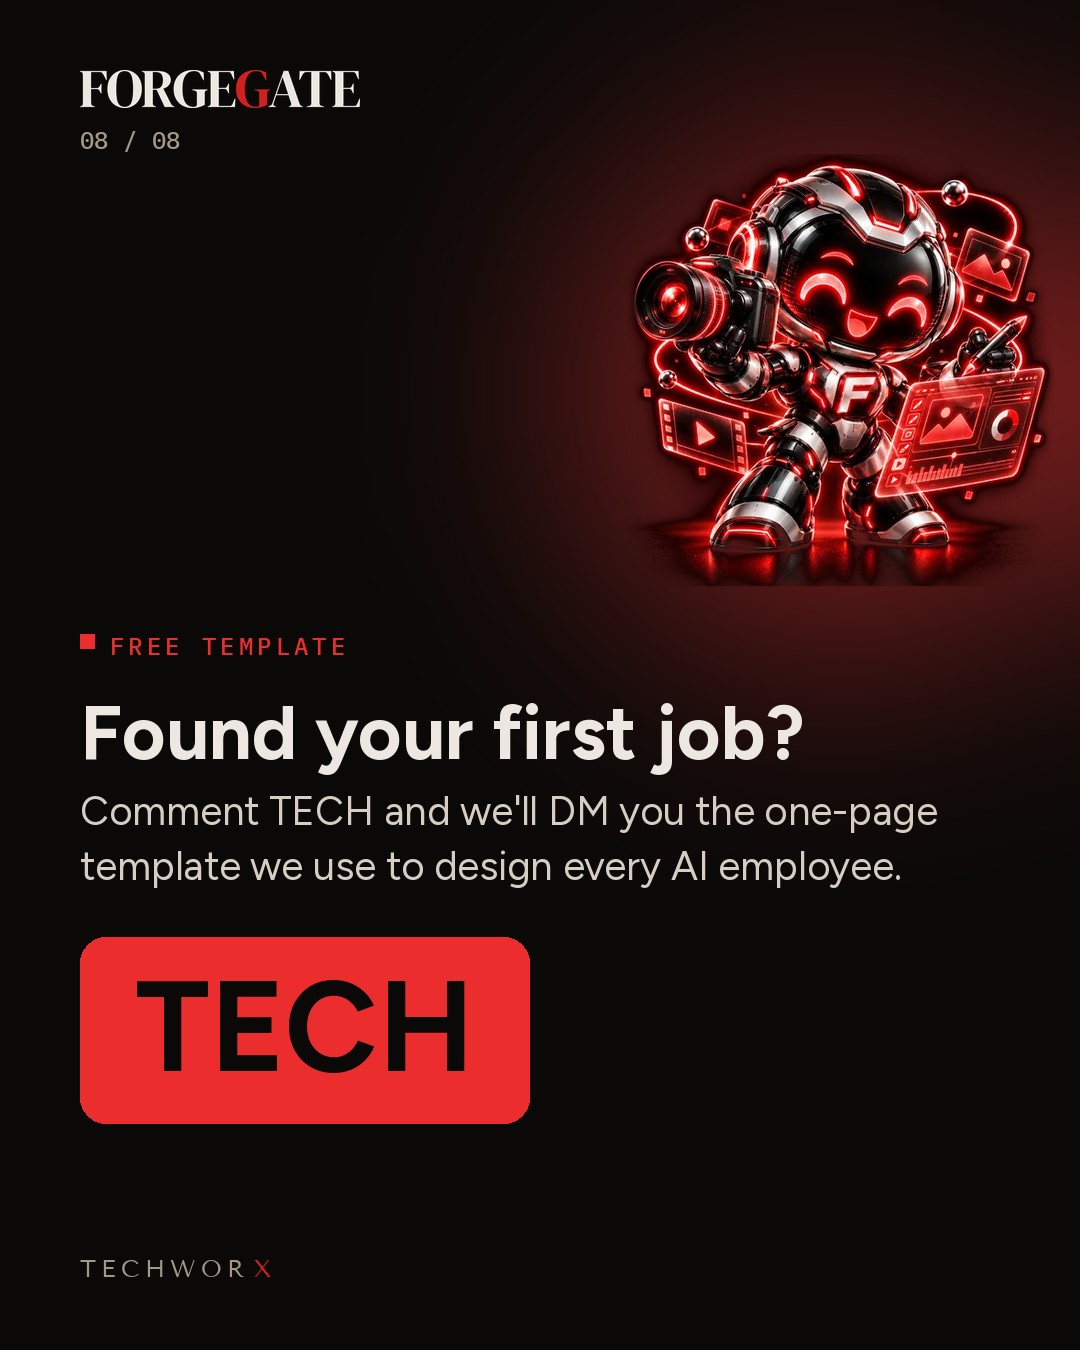 FORGEGATE
08 / 08
F
FREE TEMPLATE
Found your first job?
Comment TECH and we'll DM you the one-page
template we use to design every AI employee.
TECH
TECHWORX